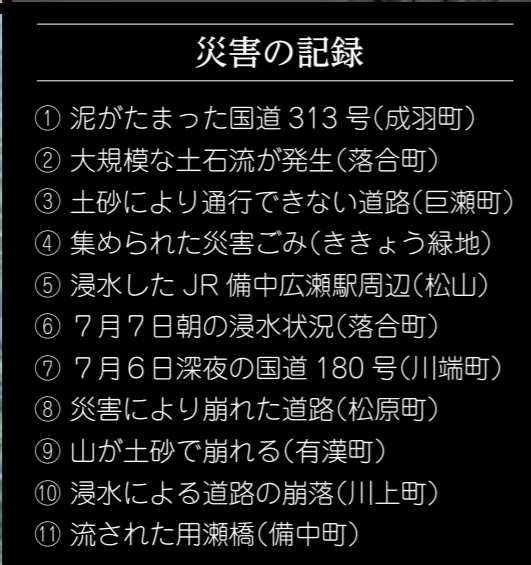 災害の記録
① 泥がたまった国道 313 号(成羽町)
② 大規模な土石流が発生(落合町)
③ 土砂により通行できない道路(巨瀬町)
④ 集められた災害ごみ(ききょう緑地)
⑤ 浸水した JR 備中広瀬駅周辺(松山)
⑥ ７月７日朝の浸水状況(落合町)
⑦ ７月６日深夜の国道 180 号(川端町)
⑧ 災害により崩れた道路(松原町)
⑨ 山が土砂で崩れる(有漢町)
⑩ 浸水による道路の崩落(川上町)
⑪ 流された用瀬橋(備中町)